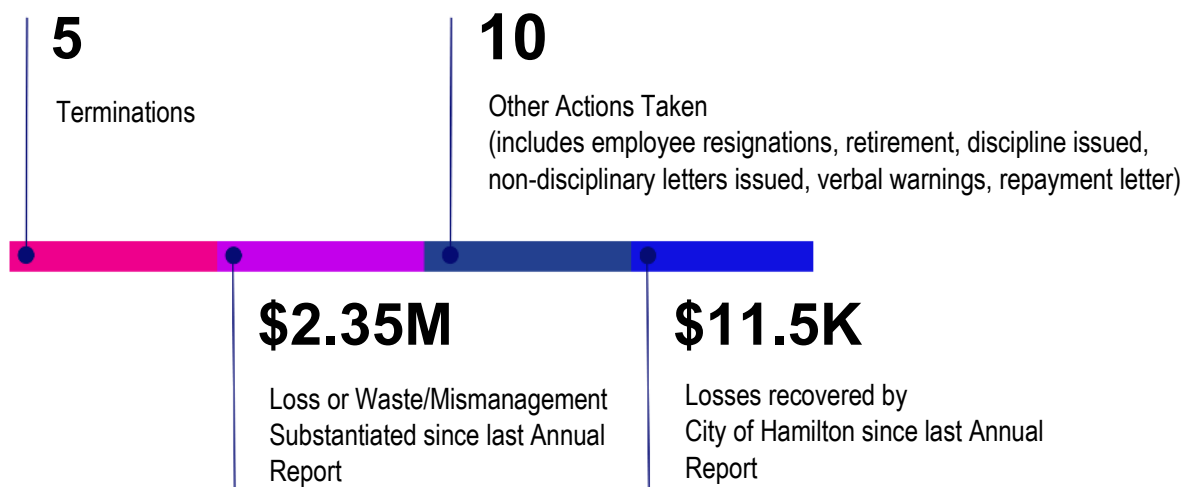 5
Terminations
10
Other Actions Taken
(includes employee resignations, retirement, discipline issued,
non-disciplinary letters issued, verbal warnings, repayment letter)
$2.35M
Loss or Waste/Mismanagement
Substantiated since last Annual
Report
$11.5K
Losses recovered by
City of Hamilton since last Annual
Report